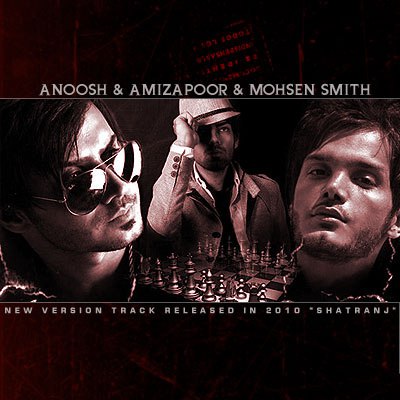 ANOOSH & AMIZAPOOR & MOHSEN SMITH
NEW VERSION TRACK RELEASED IN 2010 "SHATRANJ"